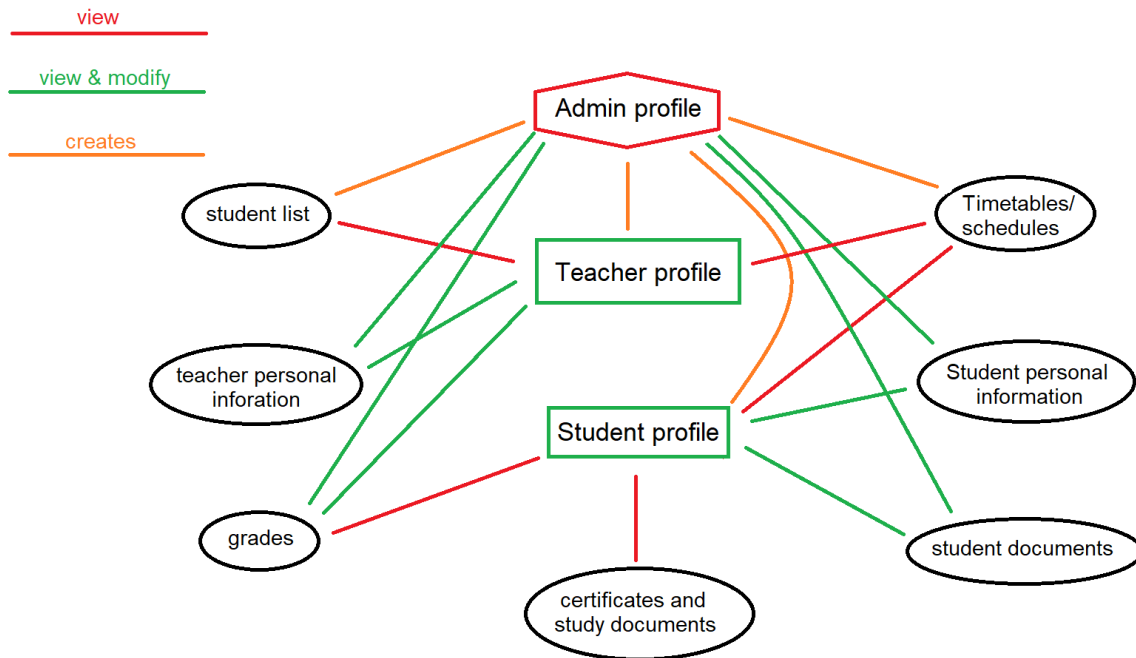 view
view & modify
creates
Admin profile
student list
Timetables/
schedules
Teacher profile
teacher personal
inforation
Student personal
information
Student profile
grades
student documents
certificates and
study documents